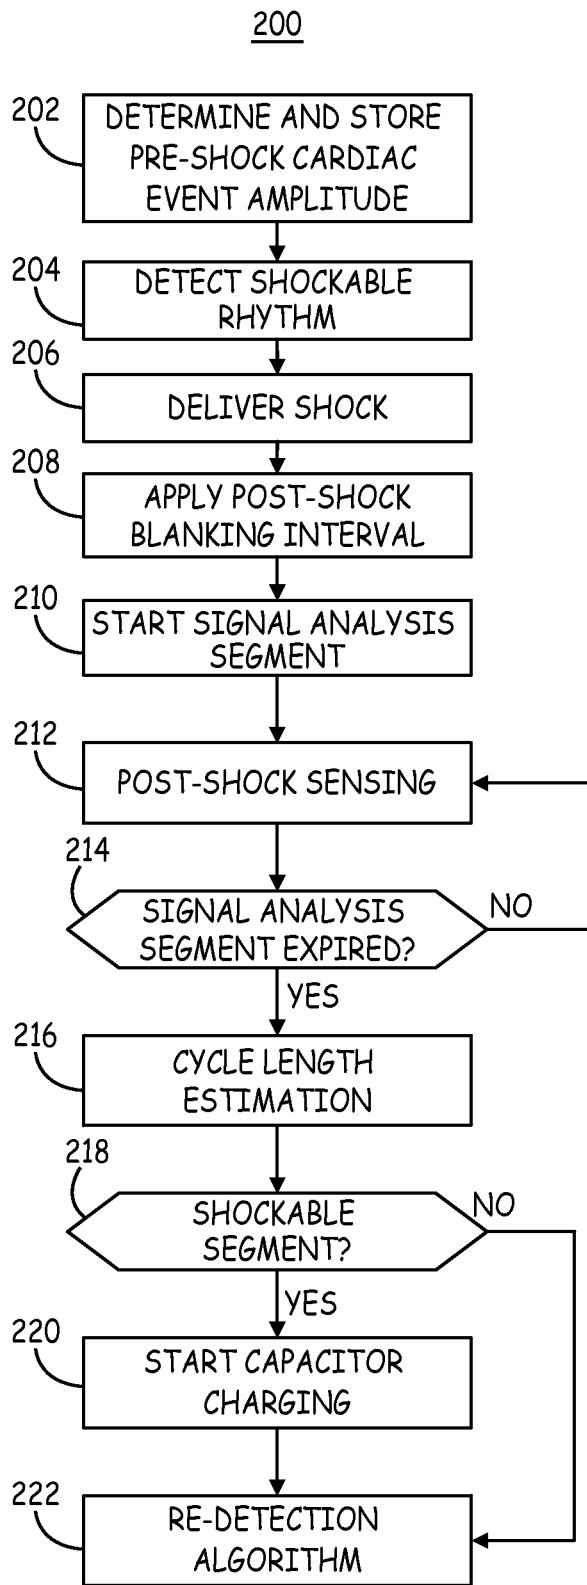 200
202
DETERMINE AND STORE
PRE-SHOCK CARDIAC
EVENT AMPLITUDE
204
DETECT SHOCKABLE
RHYTHM
206
DELIVER SHOCK
208
APPLY POST-SHOCK
BLANKING INTERVAL
210
START SIGNAL ANALYSIS
SEGMENT
212
POST-SHOCK SENSING
214
SIGNAL ANALYSIS
SEGMENT EXPIRED?
NO
YES
216
CYCLE LENGTH
ESTIMATION
218
SHOCKABLE
SEGMENT?
NO
YES
220
START CAPACITOR
CHARGING
222
RE-DETECTION
ALGORITHM